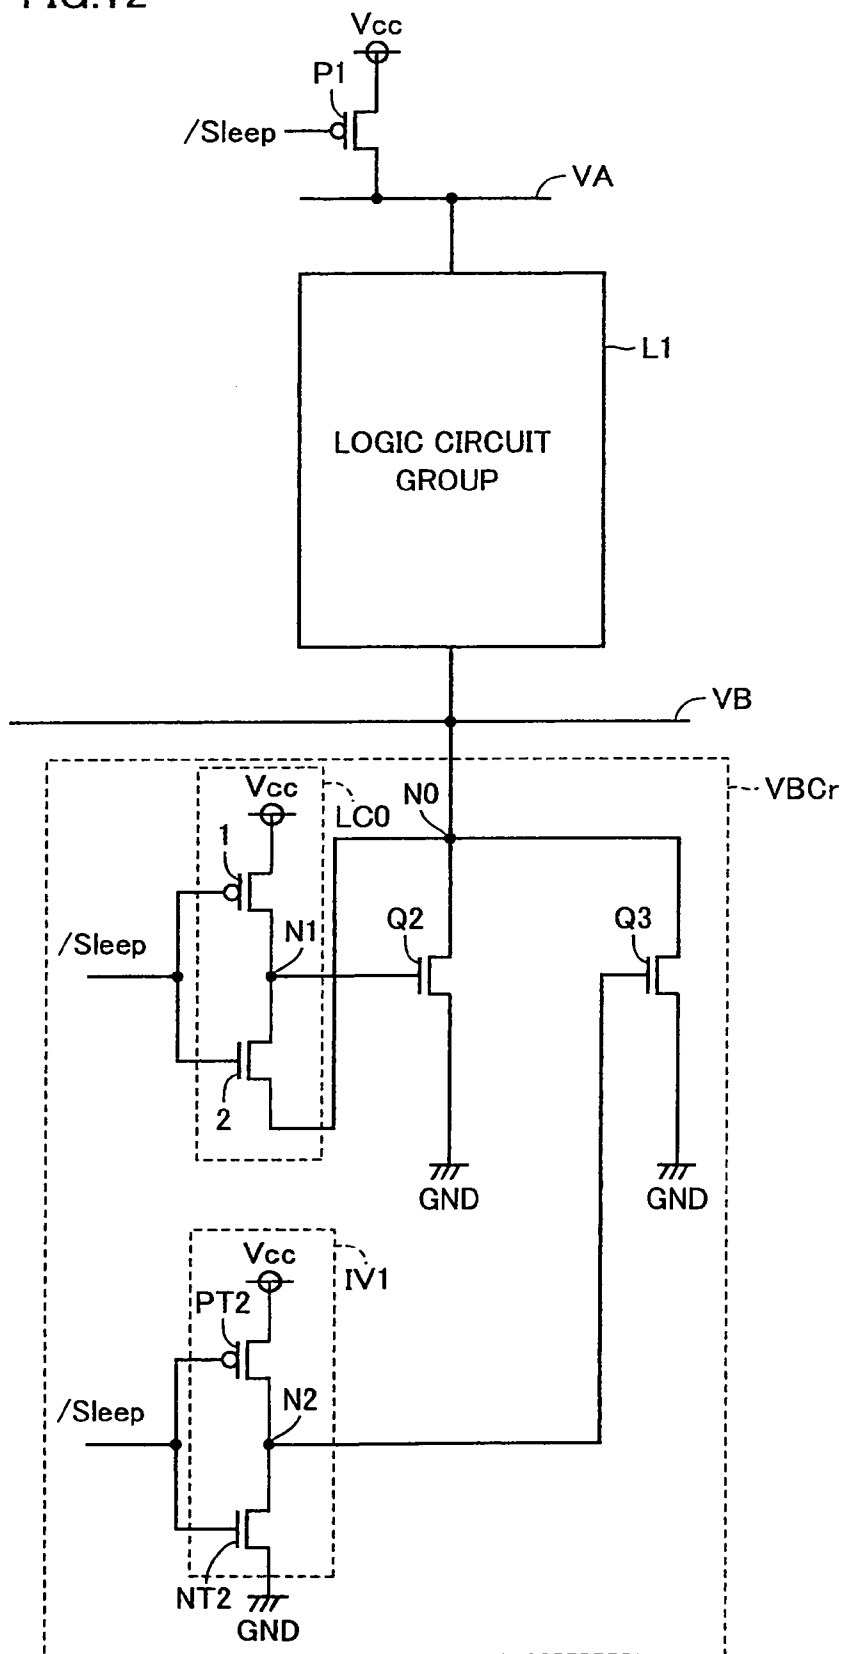 FIG.12
Vcc
P1
/Sleep
VA
L1
LOGIC CIRCUIT
GROUP
VB
VBCr
Vcc
LC0
N0
1
/Sleep
N1
Q2
Q3
2
GND
GND
Vcc
IV1
PT2
/Sleep
N2
NT2
GND